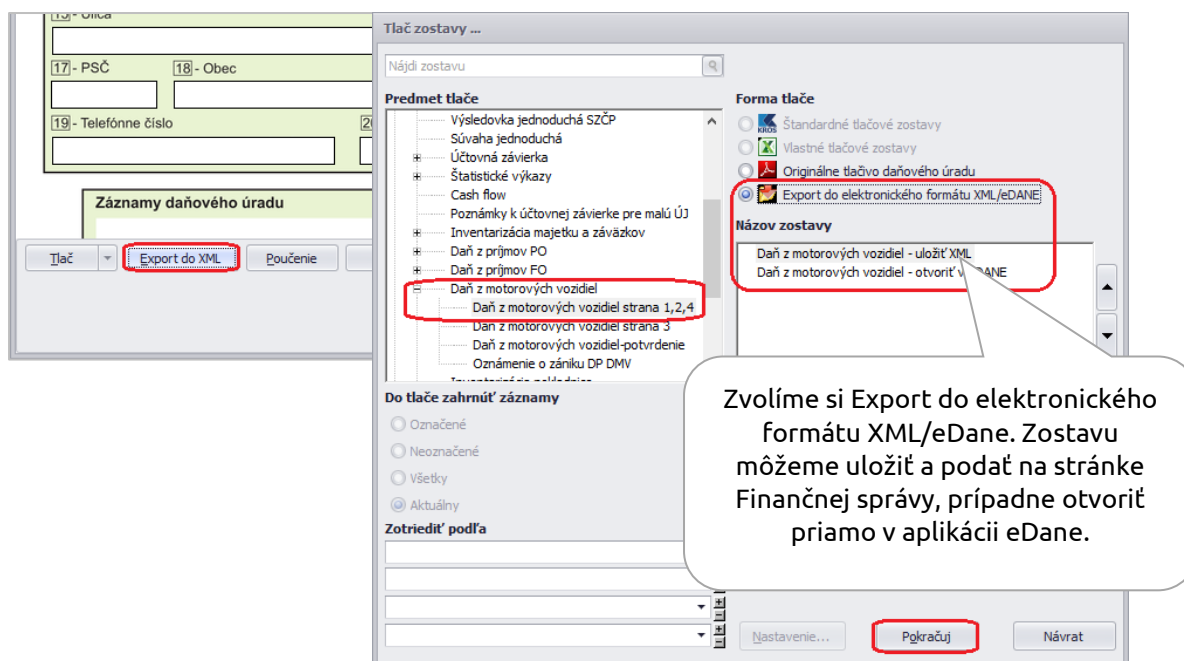 15 - Ulica
17 - PSČ
18 - Obec
19 - Telefónne číslo
Záznamy daňového úradu
Tlač
Export do XML
Poučenie
Tlač zostavy ...
Nájdi zostavu
Predmet tlače
Výsledovka jednoduchá SZČP
Súvaha jednoduchá
Účtovná závierka
Štatistické výkazy
Cash flow
Poznámky k účtovnej závierke pre malú ÚJ
Inventarizácia majetku a záväzkov
Daň z príjmov PO
Daň z príjmov FO
Daň z motorových vozidiel
Daň z motorových vozidiel strana 1,2,4
Daň z motorových vozidiel strana 3
Daň z motorových vozidiel-potvrdenie
Oznámenie o zániku DP DMV
Do tlače zahrnúť záznamy
Označené
Neoznačené
Všetky
Aktuálny
Zotriediť podľa
Forma tlače
KROS Štandardné tlačové zostavy
Vlastné tlačové zostavy
Originálne tlačivo daňového úradu
Export do elektronického formátu XML/eDANE
Názov zostavy
Daň z motorových vozidiel - uložiť XML
Daň z motorových vozidiel - otvoriť
Zvolíme si Export do elektronického
formátu XML/eDane. Zostavu
môžeme uložiť a podať na stránke
Finančnej správy, prípadne otvoriť
priamo v aplikácii eDane.
Nastavenie...
Pokračuj
Návrat